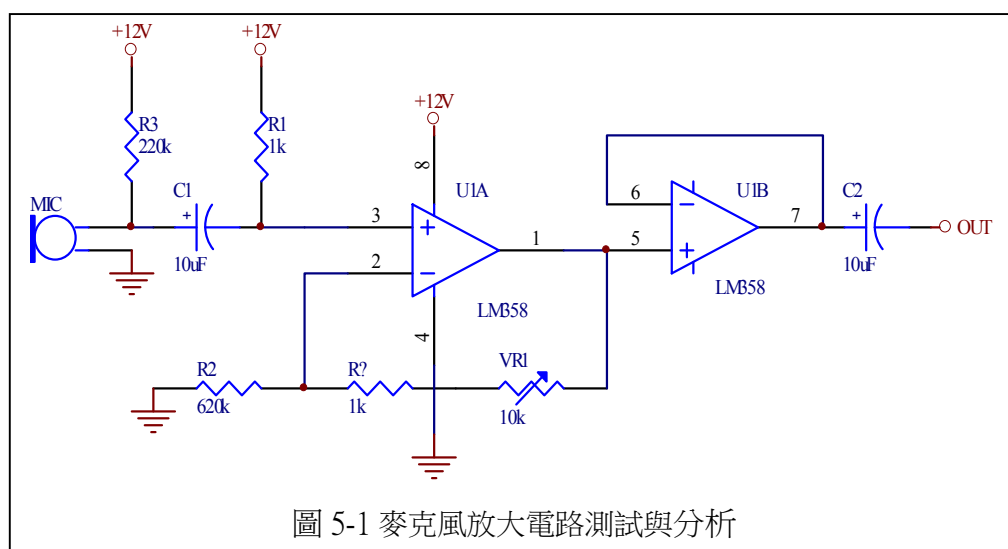 +12V
+12V
+12V
R3
220k
R1
1k
8
U1A
MIC
C1
+
10uF
3
+
2
−
1
LM358
4
6
−
5
+
U1B
7
LM358
C2
+
10uF
OUT
R2
620k
R?
1k
VR1
10k
圖 5-1 麥克風放大電路測試與分析